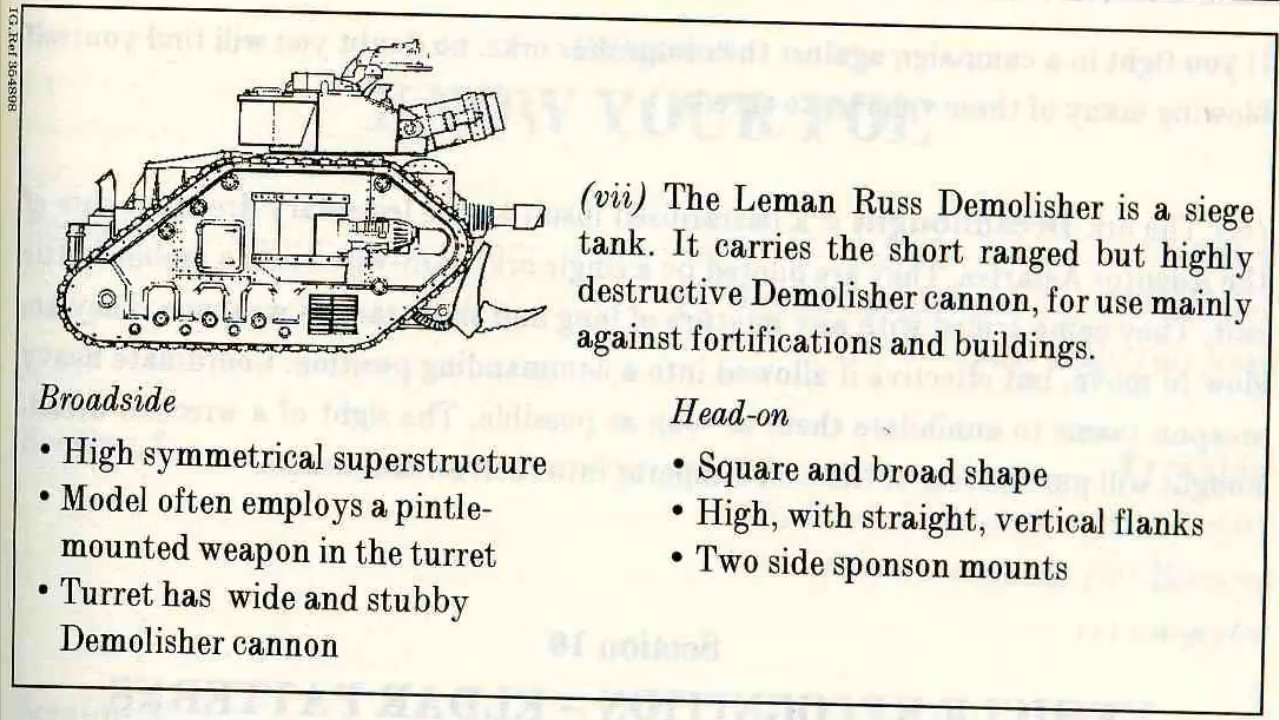 IG.Ref 854898
(vii) The Leman Russ Demolisher is a siege
tank. It carries the short ranged but highly
destructive Demolisher cannon, for use mainly
against fortifications and buildings.
Broadside
• High symmetrical superstructure
• Model often employs a pintle-
mounted weapon in the turret
• Turret has wide and stubby
Demolisher cannon
Head-on
• Square and broad shape
• High, with straight, vertical flanks
• Two side sponson mounts